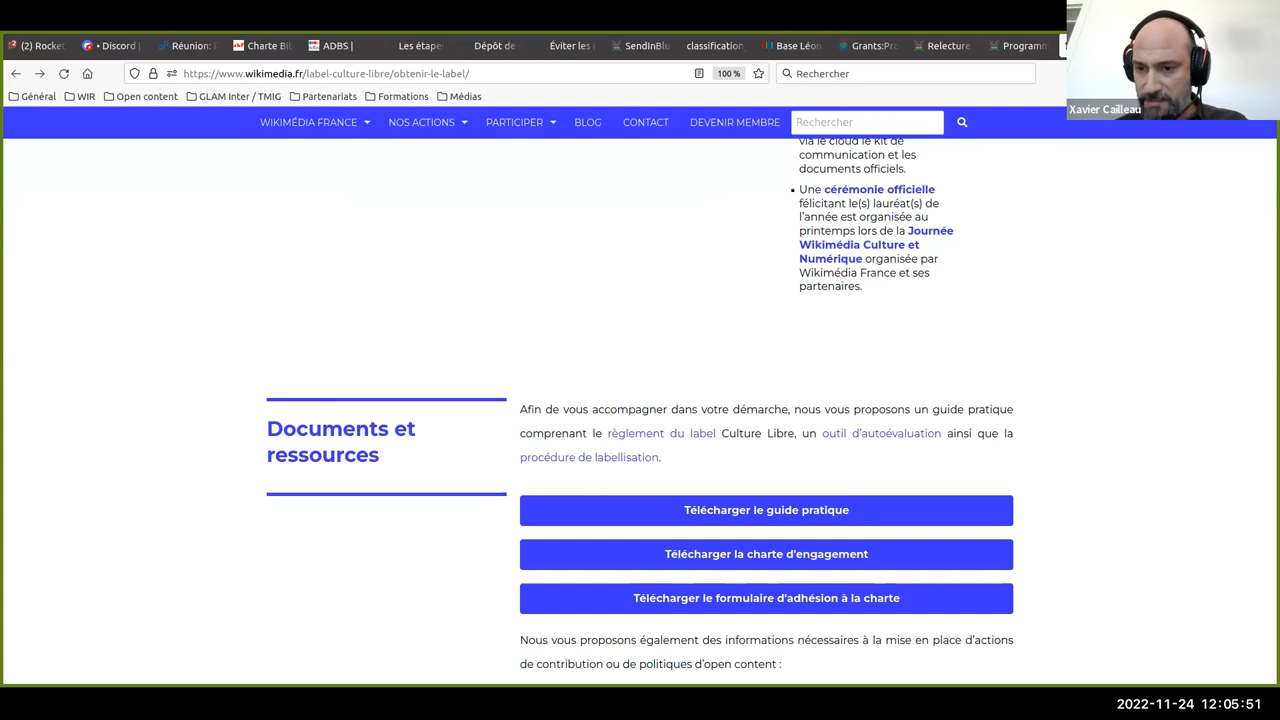 (2) Rocket
• Discord |
Réunion: E
Charte Bi
ADBS |
Les étape
Dépôt de
Éviter les
SendInBlu
classification
Base Léon
Grants:Pro
Relecture
Programm
https://www.wikimedia.fr/label-culture-libre/obtenir-le-label/
100 %
Rechercher
Xavier Cailleau
Général
WIR
Open content
GLAM Inter / TMIG
Partenariats
Formations
Médias
WIKIMÉDIA FRANCE
NOS ACTIONS
PARTICIPER
BLOG
CONTACT
DEVENIR MEMBRE
Rechercher
via le cloud le kit de
communication et les
documents officiels.
Une cérémonie officielle
félicitant le(s) lauréat(s) de
l'année est organisée au
printemps lors de la Journée
Wikimédia Culture et
Numérique organisée par
Wikimédia France et ses
partenaires.
Documents et
ressources
Afin de vous accompagner dans votre démarche, nous vous proposons un guide pratique
comprenant le règlement du label Culture Libre, un outil d'autoévaluation ainsi que la
procédure de labellisation.
Télécharger le guide pratique
Télécharger la charte d'engagement
Télécharger le formulaire d'adhésion à la charte
Nous vous proposons également des informations nécessaires à la mise en place d'actions
de contribution ou de politiques d'open content :
2022-11-24 12:05:51